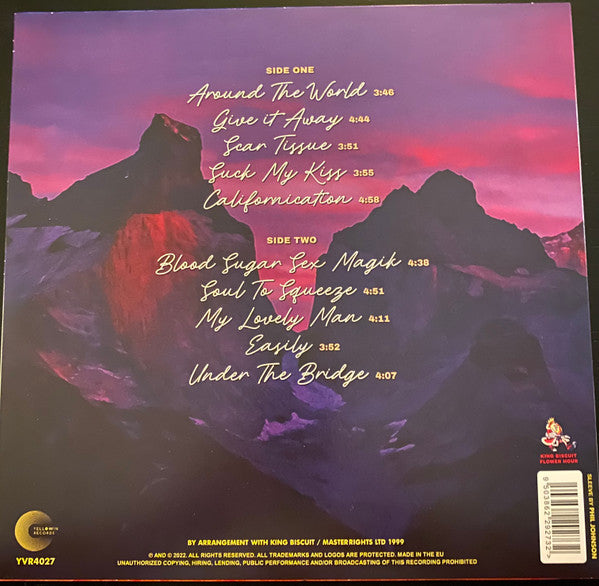 SIDE ONE
Around The World 3:46
Give it Away 4:44
Scar Tissue 3:51
Suck My Kiss 3:55
Californication 4:58
SIDE TWO
Blood Sugar Sex Magik 4:38
Soul To Squeeze 4:51
My Lovely Man 4:11
Easily 3:52
Under The Bridge 4:07
KING BISCUIT
FLOWER HOUR
9 503862 292732 >
SLEEVE BY PHIL JOHNSON
YELLOWIN
RECORDS
YVR4027
BY ARRANGEMENT WITH KING BISCUIT / MASTERRIGHTS LTD 1999
℗ AND © 2022. ALL RIGHTS RESERVED. ALL TRADEMARKS AND LOGOS ARE PROTECTED. MADE IN THE EU
UNAUTHORIZED COPYING, HIRING, LENDING, PUBLIC PERFORMANCE AND/OR BROADCASTING OF THIS RECORDING PROHIBITED